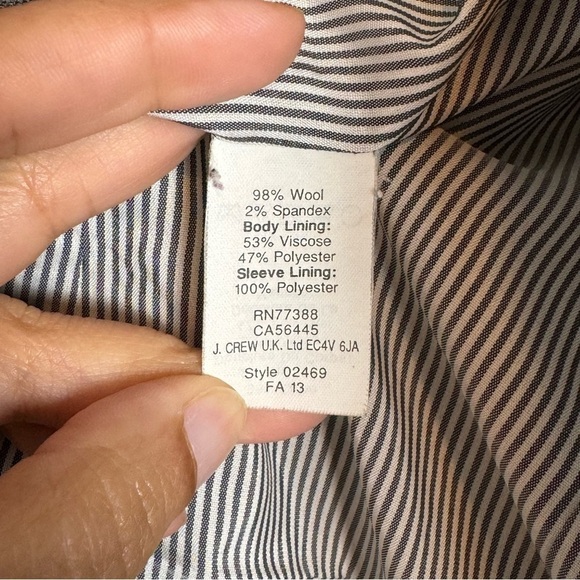 98% Wool
2% Spandex
Body Lining:
53% Viscose
47% Polyester
Sleeve Lining:
100% Polyester
RN77388
CA56445
J. CREW U.K. Ltd EC4V 6JA
Style 02469
FA 13